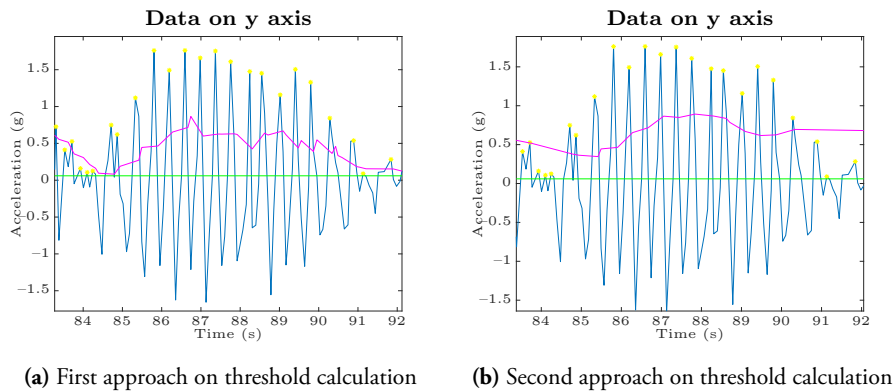 Data on y axis
Acceleration (g)
1.5
1
0.5
0
−0.5
−1
−1.5
84 85 86 87 88 89 90 91 92
Time (s)
(a) First approach on threshold calculation
Data on y axis
Acceleration (g)
1.5
1
0.5
0
−0.5
−1
−1.5
84 85 86 87 88 89 90 91 92
Time (s)
(b) Second approach on threshold calculation